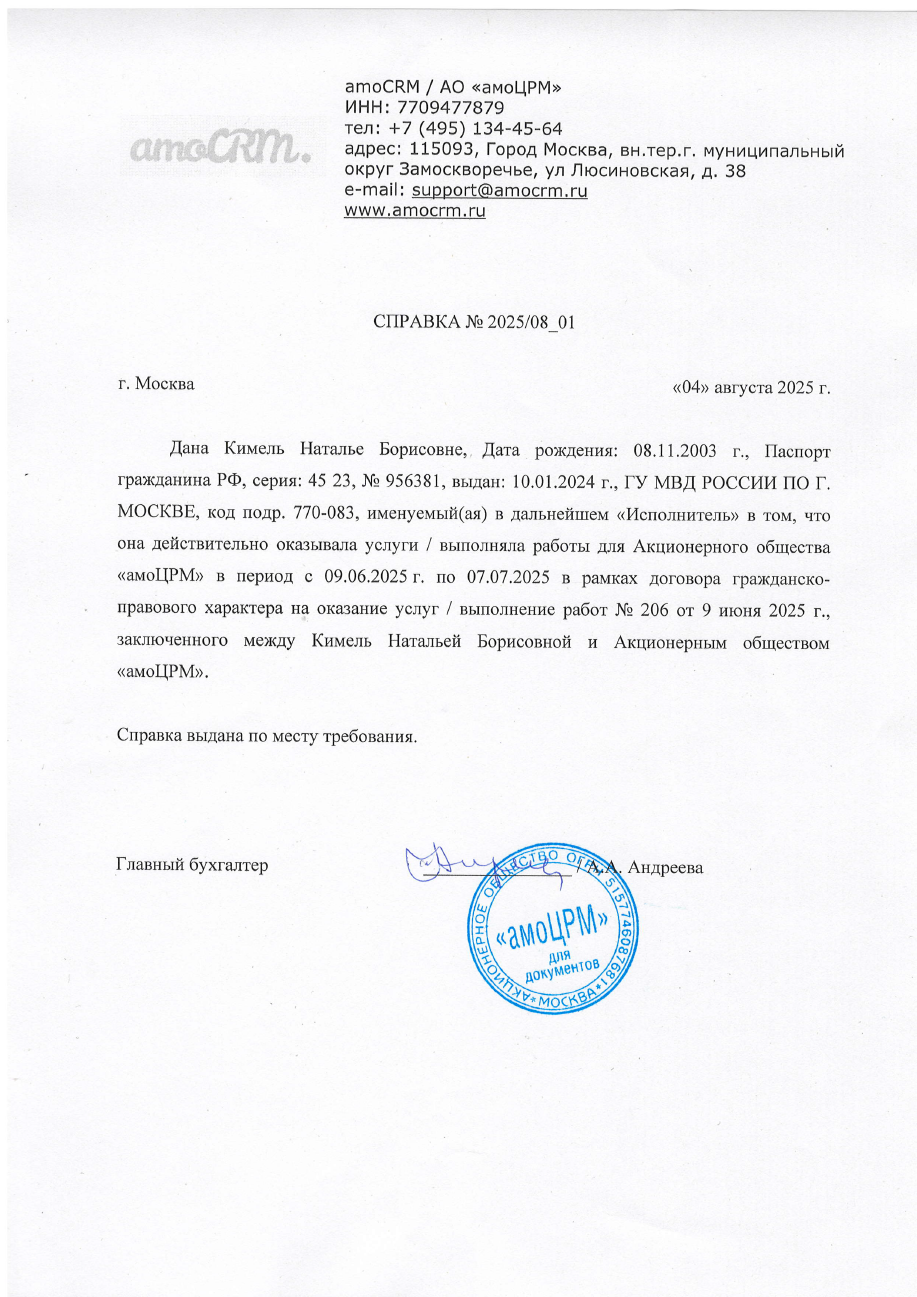 amoCRM.
amoCRM / АО «амоЦРМ»
ИНН: 7709477879
тел: +7 (495) 134-45-64
адрес: 115093, Город Москва, вн.тер.г. муниципальный
округ Замоскворечье, ул Люсиновская, д. 38
e-mail: support@amocrm.ru
www.amocrm.ru
СПРАВКА № 2025/08_01
г. Москва «04» августа 2025 г.
Дана Кимель Наталье Борисовне, Дата рождения: 08.11.2003 г., Паспорт
гражданина РФ, серия: 45 23, № 956381, выдан: 10.01.2024 г., ГУ МВД РОССИИ ПО Г.
МОСКВЕ, код подр. 770-083, именуемый(ая) в дальнейшем «Исполнитель» в том, что
она действительно оказывала услуги / выполняла работы для Акционерного общества
«амоЦРМ» в период с 09.06.2025 г. по 07.07.2025 в рамках договора гражданско-
правового характера на оказание услуг / выполнение работ № 206 от 9 июня 2025 г.,
заключенного между Кимель Натальей Борисовной и Акционерным обществом
«амоЦРМ».
Справка выдана по месту требования.
Главный бухгалтер / А.А. Андреева
АКЦИОНЕРНОЕ ОБЩЕСТВО ОГРН 5157746087681
*МОСКВА*
«амоЦРМ»
для
документов